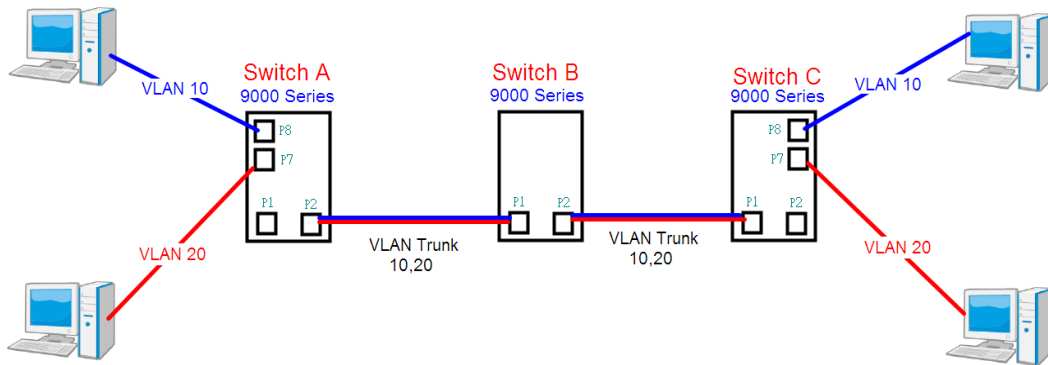 Switch A
9000 Series
Switch B
9000 Series
Switch C
9000 Series
VLAN 10
VLAN 10
P8
P7
P1
P2
P1
P2
P8
P7
P1
P2
VLAN 20
VLAN Trunk
10,20
VLAN Trunk
10,20
VLAN 20